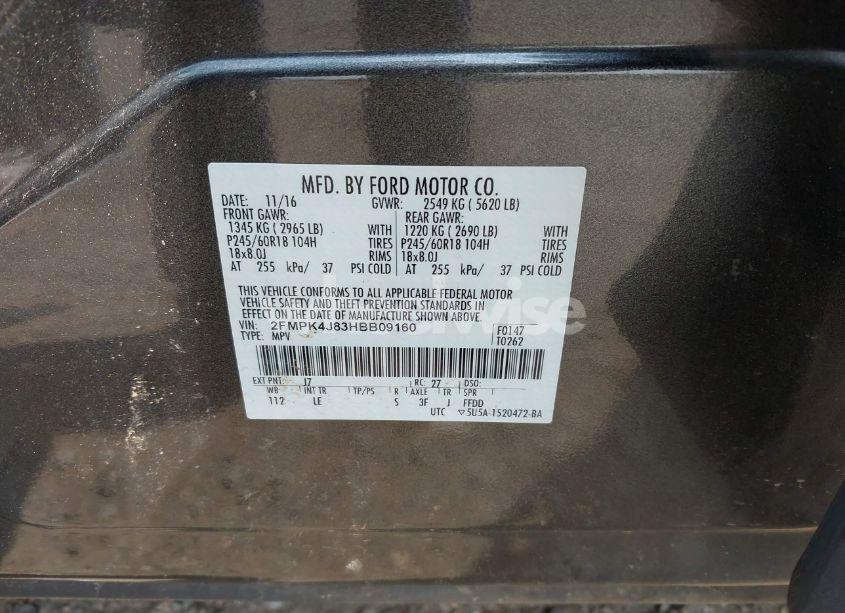 MFD. BY FORD MOTOR CO.
DATE: 11/16 GVWR: 2549 KG ( 5620 LB)
FRONT GAWR: REAR GAWR:
1345 KG ( 2965 LB) WITH 1220 KG ( 2690 LB) WITH
P245/60R18 104H TIRES P245/60R18 104H TIRES
18x8.0J RIMS 18x8.0J RIMS
AT 255 kPa/ 37 PSI COLD AT 255 kPa/ 37 PSI COLD
THIS VEHICLE CONFORMS TO ALL APPLICABLE FEDERAL MOTOR
VEHICLE SAFETY AND THEFT PREVENTION STANDARDS IN
EFFECT ON THE DATE OF MANUFACTURE SHOWN ABOVE.
VIN: 2FMPK4J83HBB09160 F0147
TYPE: MPV T0262
EXT PNT: J7 RC: 27 DSO:
WB INT TR TP/PS R AXLE TR SPR
112 LE S 3F J FFDD
UTC ▽5U5A-1520472-BA